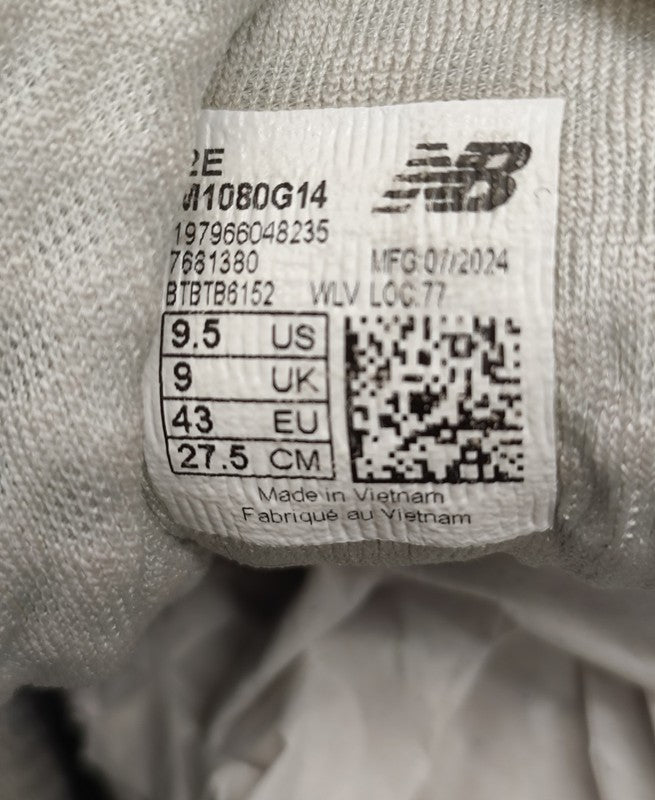 2E
M1080G14
197966048235
7681380 MFG 07/2024
BTBTB6152 WLV LOC:77
9.5 US
9 UK
43 EU
27.5 CM
Made in Vietnam
Fabriqué au Vietnam
NB